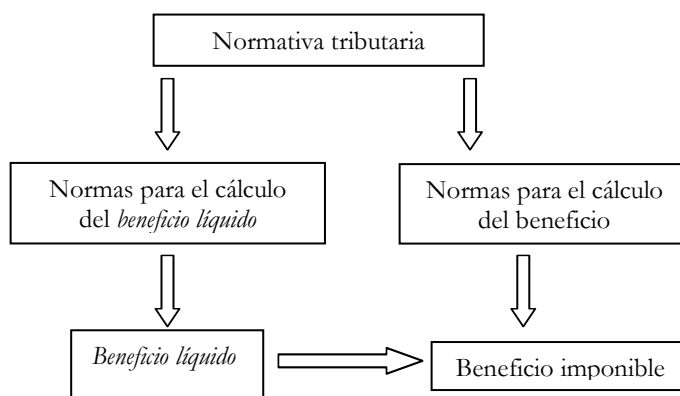 Normativa tributaria
Normas para el cálculo
del beneficio líquido
Normas para el cálculo
del beneficio
Beneficio líquido
Beneficio imponible